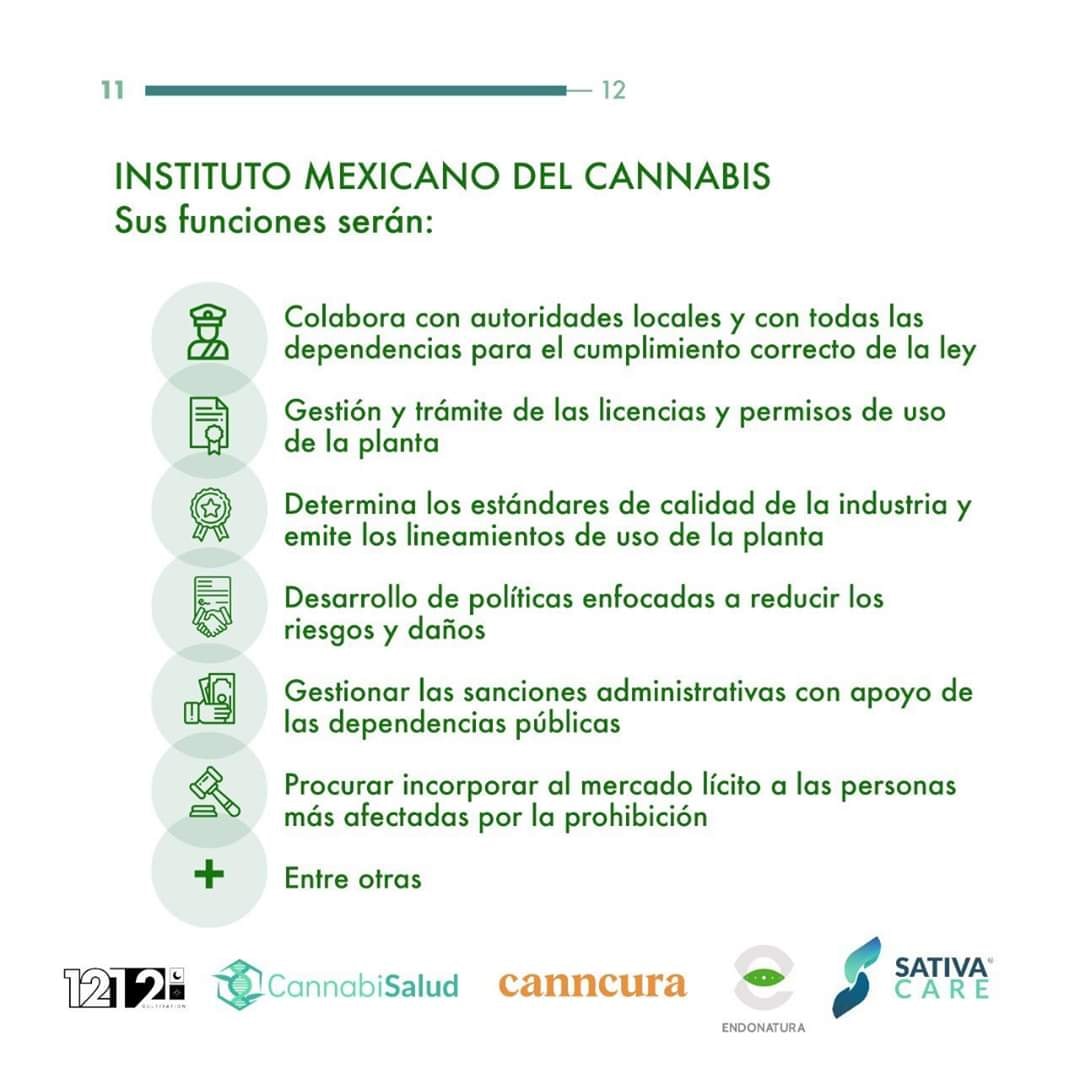 11 12
INSTITUTO MEXICANO DEL CANNABIS
Sus funciones serán:
Colabora con autoridades locales y con todas las
dependencias para el cumplimiento correcto de la ley
Gestión y trámite de las licencias y permisos de uso
de la planta
Determina los estándares de calidad de la industria y
emite los lineamientos de uso de la planta
Desarrollo de políticas enfocadas a reducir los
riesgos y daños
Gestionar las sanciones administrativas con apoyo de
las dependencias públicas
Procurar incorporar al mercado lícito a las personas
más afectadas por la prohibición
+ Entre otras
1212
CULTIVATION
CannabiSalud
canncura
ENDONATURA
SATIVA
CARE